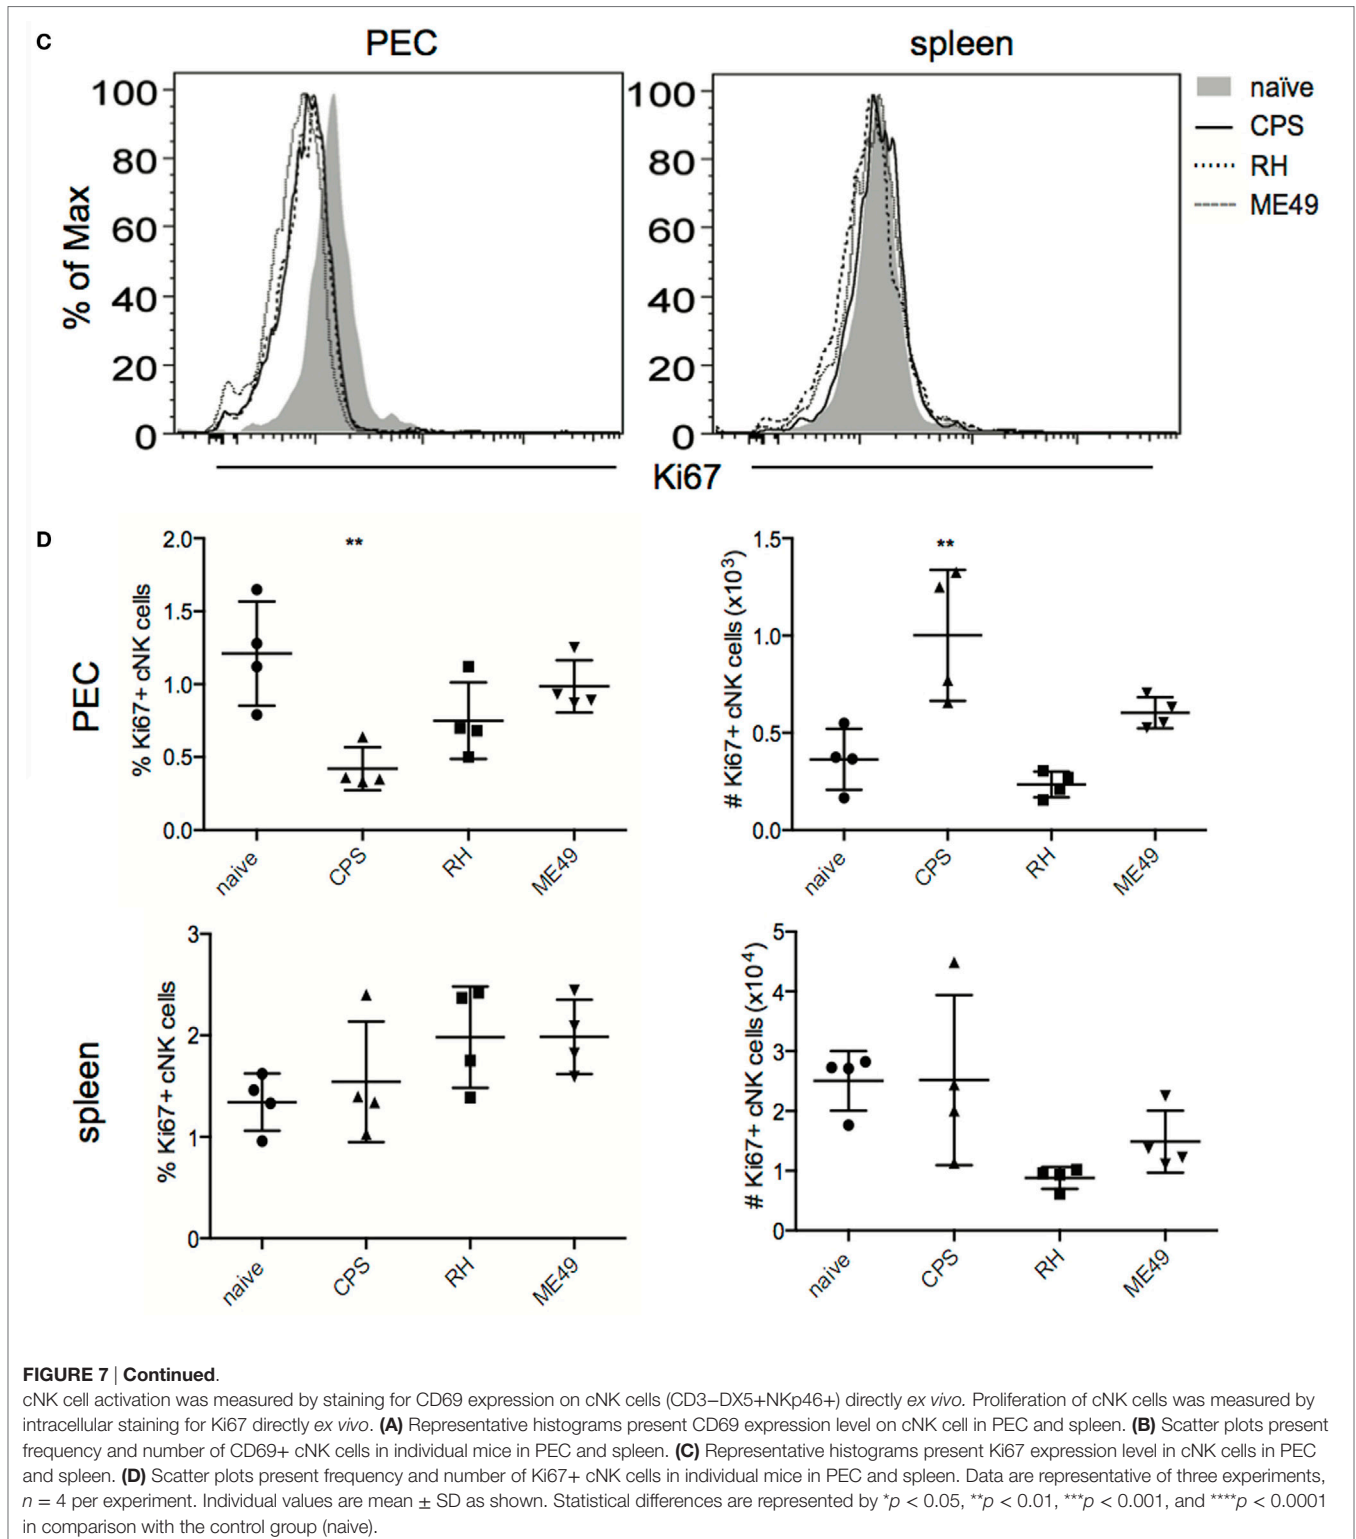 C
PEC
spleen
100
80
60
40
20
0
% of Max
100
80
60
40
20
0
naïve
CPS
RH
ME49
Ki67
D
PEC
2.0
1.5
1.0
0.5
0.0
% Ki67+ cNK cells
**
naive
CPS
RH
ME49
1.5
1.0
0.5
0.0
# Ki67+ cNK cells (x10³)
**
naive
CPS
RH
ME49
spleen
3
2
1
0
% Ki67+ cNK cells
naive
CPS
RH
ME49
5
4
3
2
1
0
# Ki67+ cNK cells (x10⁴)
naive
CPS
RH
ME49
FIGURE 7 | Continued.
cNK cell activation was measured by staining for CD69 expression on cNK cells (CD3−DX5+NKp46+) directly ex vivo. Proliferation of cNK cells was measured by
intracellular staining for Ki67 directly ex vivo. (A) Representative histograms present CD69 expression level on cNK cell in PEC and spleen. (B) Scatter plots present
frequency and number of CD69+ cNK cells in individual mice in PEC and spleen. (C) Representative histograms present Ki67 expression level in cNK cells in PEC
and spleen. (D) Scatter plots present frequency and number of Ki67+ cNK cells in individual mice in PEC and spleen. Data are representative of three experiments,
n = 4 per experiment. Individual values are mean ± SD as shown. Statistical differences are represented by *p < 0.05, **p < 0.01, ***p < 0.001, and ****p < 0.0001
in comparison with the control group (naive).